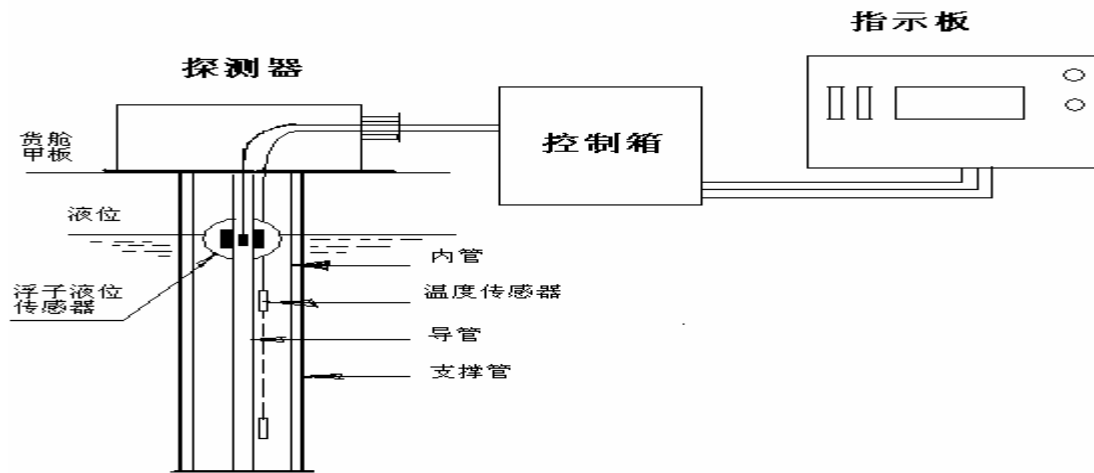 指示板
探测器
控制箱
货舱
甲板
液位
内管
浮子液位
传感器
温度传感器
导管
支撑管